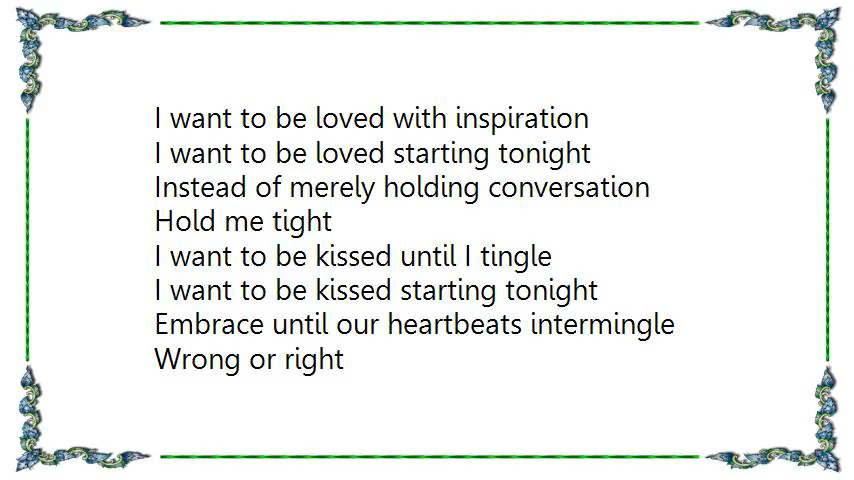 I want to be loved with inspiration
I want to be loved starting tonight
Instead of merely holding conversation
Hold me tight
I want to be kissed until I tingle
I want to be kissed starting tonight
Embrace until our heartbeats intermingle
Wrong or right